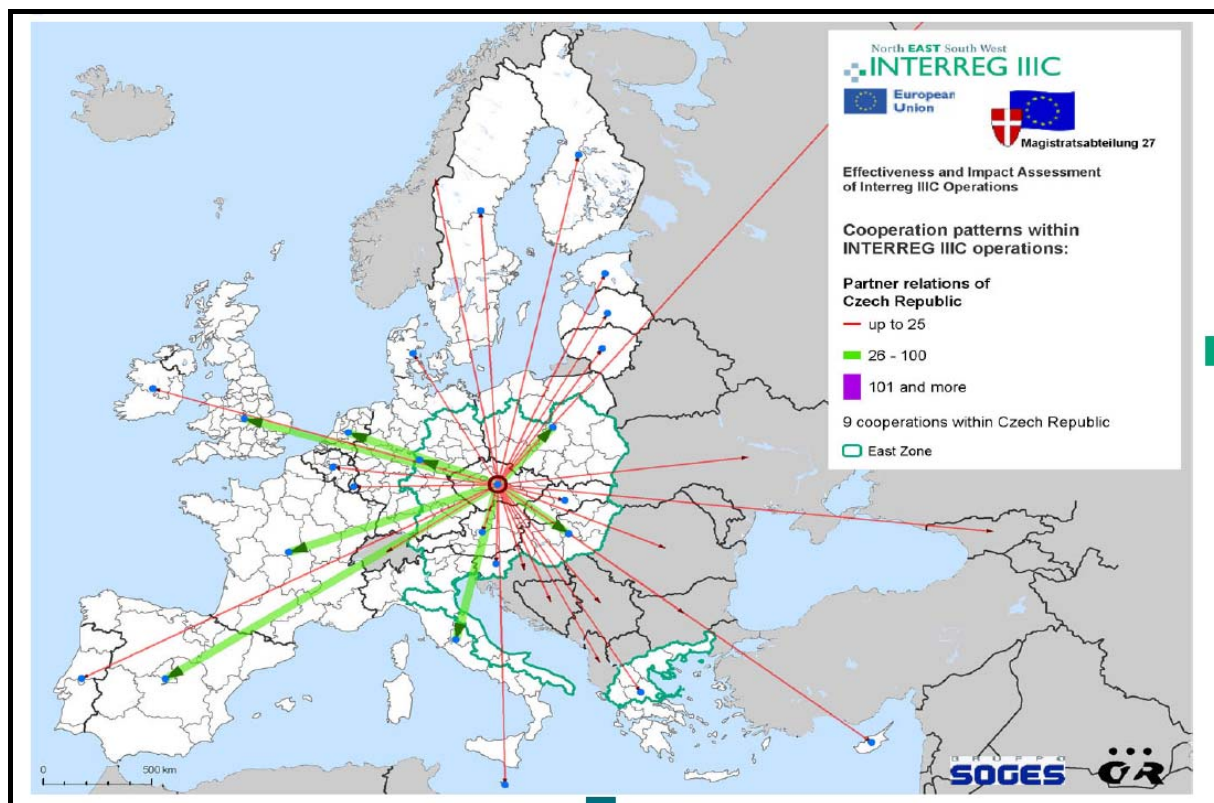 North EAST South West
INTERREG IIIC
European
Union
Magistratsabteilung 27
Effectiveness and Impact Assessment
of Interreg IIIC Operations
Cooperation patterns within
INTERREG IIIC operations:
Partner relations of
Czech Republic
up to 25
26 - 100
101 and more
9 cooperations within Czech Republic
East Zone
0 500 km
GRUPPO
SOGES
ÖIR